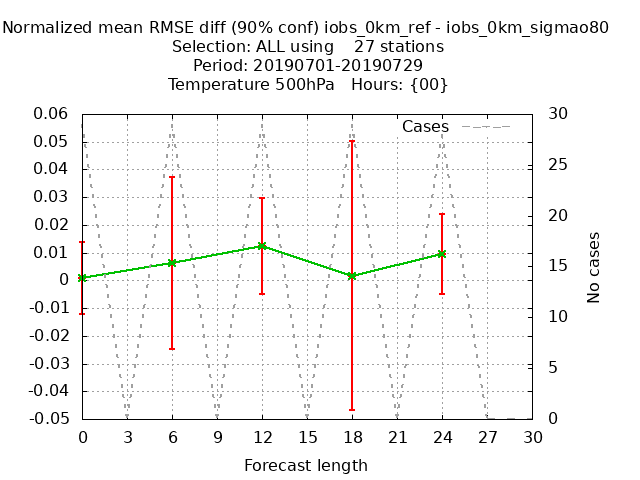 Normalized mean RMSE diff (90% conf) iobs_0km_ref - iobs_0km_sigmao80
Selection: ALL using    27 stations
Period: 20190701-20190729
Temperature 500hPa   Hours: {00}
Cases
0.06
0.05
0.04
0.03
0.02
0.01
0
-0.01
-0.02
-0.03
-0.04
-0.05
30
25
20
15
10
5
0
No cases
0 3 6 9 12 15 18 21 24 27 30
Forecast length